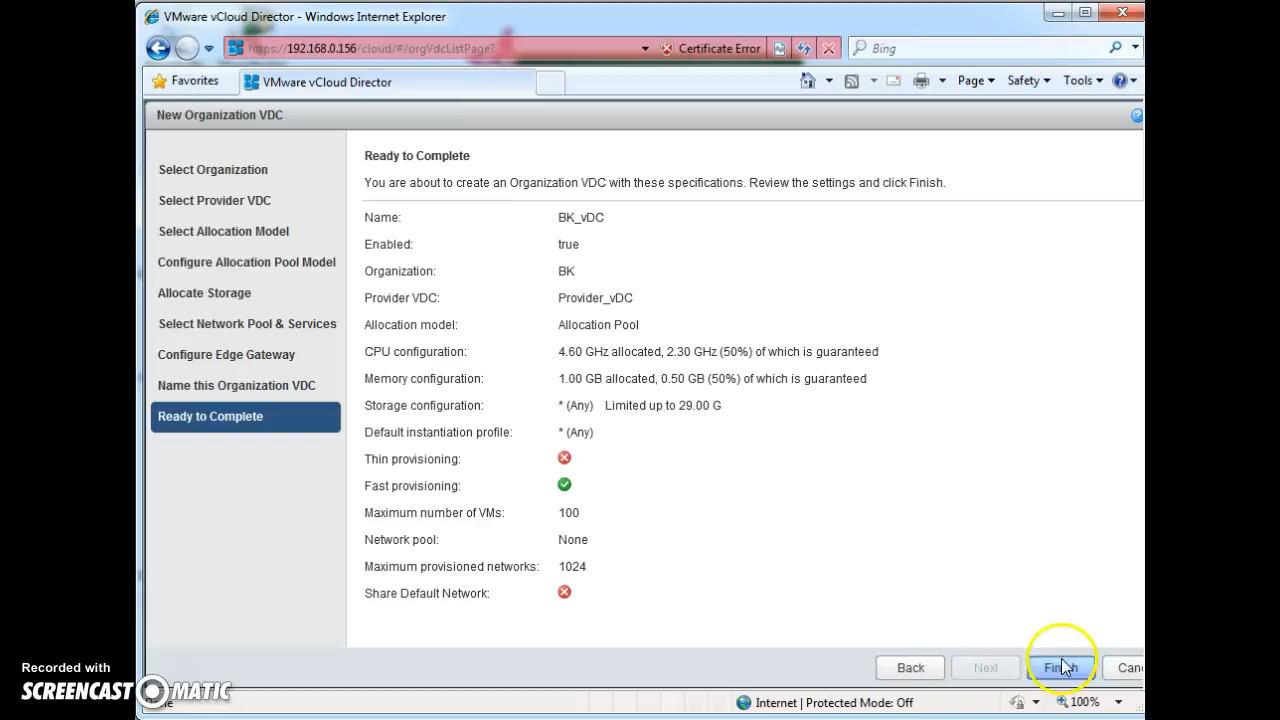 VMware vCloud Director - Windows Internet Explorer
https://192.168.0.156/cloud/#/orgVdcListPage?
Certificate Error
Bing
Favorites
VMware vCloud Director
Page
Safety
Tools
New Organization VDC
Select Organization
Select Provider VDC
Select Allocation Model
Configure Allocation Pool Model
Allocate Storage
Select Network Pool & Services
Configure Edge Gateway
Name this Organization VDC
Ready to Complete
Ready to Complete
You are about to create an Organization VDC with these specifications. Review the settings and click Finish.
Name: BK_vDC
Enabled: true
Organization: BK
Provider VDC: Provider_vDC
Allocation model: Allocation Pool
CPU configuration: 4.60 GHz allocated, 2.30 GHz (50%) of which is guaranteed
Memory configuration: 1.00 GB allocated, 0.50 GB (50%) of which is guaranteed
Storage configuration: * (Any) Limited up to 29.00 G
Default instantiation profile: * (Any)
Thin provisioning:
Fast provisioning:
Maximum number of VMs: 100
Network pool: None
Maximum provisioned networks: 1024
Share Default Network:
Back
Next
Finish
Canc
Internet | Protected Mode: Off
100%
Recorded with
SCREENCAST MATIC